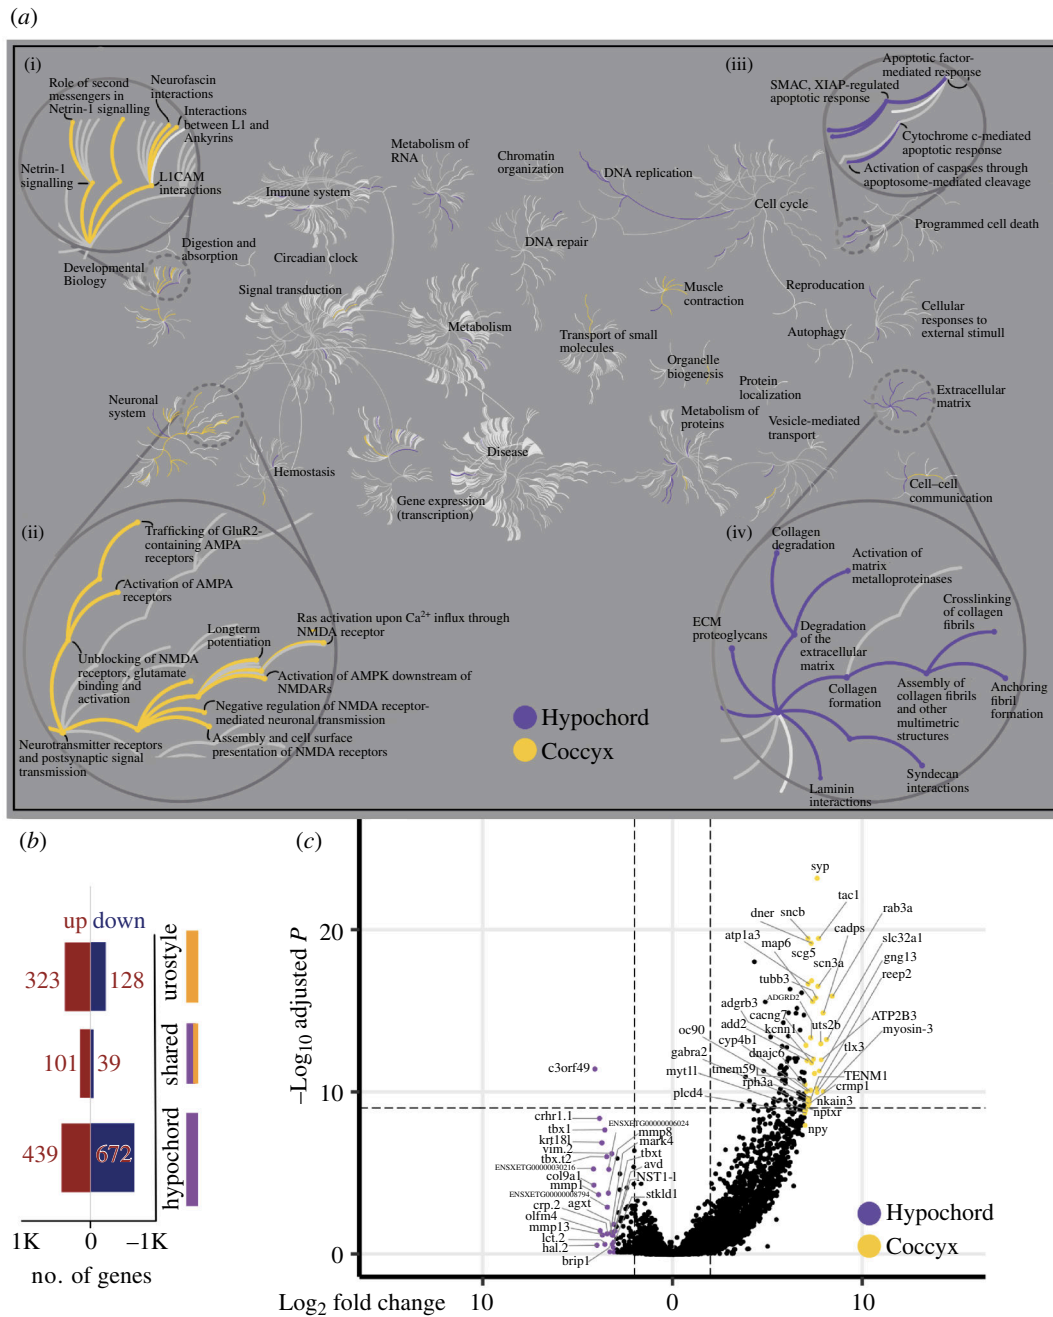 (a)
(i)
Role of second
messengers in
Netrin-1 signalling
Neurofascin
interactions
Interactions
between L1 and
Ankyrins
Netrin-1
signalling
L1CAM
interactions
Developmental
Biology
Digestion and
absorption
Immune system
Circadian clock
Signal transduction
Metabolism of
RNA
Chromatin
organization
DNA replication
DNA repair
Cell cycle
(iii)
Apoptotic factor-
mediated response
SMAC, XIAP-regulated
apoptotic response
Cytochrome c-mediated
apoptotic response
Activation of caspases through
apoptosome-mediated cleavage
Programmed cell death
Metabolism
Muscle
contraction
Transport of small
molecules
Reproducation
Autophagy
Cellular
responses to
external stimull
Organelle
biogenesis
Protein
localization
Extracellular
matrix
Neuronal
system
Hemostasis
Gene expression
(transcription)
Disease
Metabolism of
proteins
Vesicle-mediated
transport
Cell–cell
communication
(ii)
Trafficking of GluR2-
containing AMPA
receptors
Activation of AMPA
receptors
Unblocking of NMDA
receptors, glutamate
binding and
activation
Longterm
potentiation
Ras activation upon Ca2+ influx through
NMDA receptor
Activation of AMPK downstream of
NMDARs
Negative regulation of NMDA receptor-
mediated neuronal transmission
Assembly and cell surface
presentation of NMDA receptors
Neurotransmitter receptors
and postsynaptic signal
transmission
Hypochord
Coccyx
(iv)
Collagen
degradation
Activation of
matrix
metalloproteinases
Crosslinking
of collagen
fibrils
ECM
proteoglycans
Degradation
of the
extracellular
matrix
Collagen
formation
Assembly of
collagen fibrils
and other
multimetric
structures
Anchoring
fibril
formation
Laminin
interactions
Syndecan
interactions
(b)
up down
323 128
urostyle
101 39
shared
439 672
hypochord
1K 0 –1K
no. of genes
(c)
–Log10 adjusted P
20
10
0
syp
tac1
dner
sncb
rab3a
cadps
atp1a3
map6
scg5
scn3a
slc32a1
gng13
reep2
tubb3
ADGRD2
adgrb3
cacng7
add2
kcnn1
uts2b
ATP2B3
myosin-3
oc90
cyp4b1
gabra2
dnajc6
tlx3
myt1l
tmem59l
rph3a
TENM1
crmp1
plcd4
nkain3
nptxr
npy
c3orf49
crhr1.1
tbx1
ENSXETG00000006024
mmp8
krt18l
mark4
vim.2
tbxt
tbx.t2
avd
ENSXETG00000030216
NST1-l
col9a1
mmp1
stkld1
ENSXETG00000008794
agxt
crp.2
olfm4
mmp13
lct.2
hal.2
brip1
Hypochord
Coccyx
Log2 fold change
10 0 10